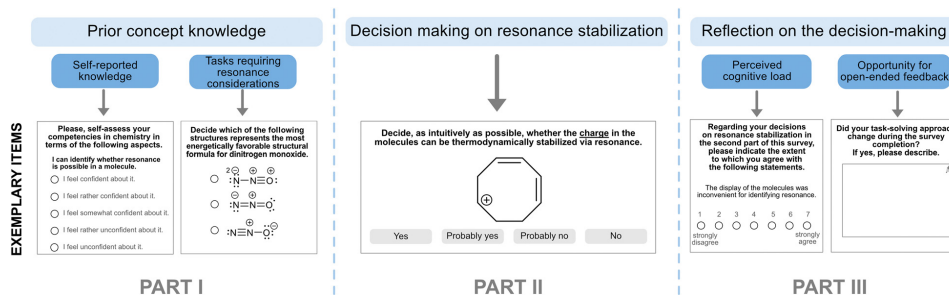 Prior concept knowledge
Self-reported
knowledge
Tasks requiring
resonance
considerations
EXEMPLARY ITEMS
Please, self-assess your
competencies in chemistry in
terms of the following aspects.
I can identify whether resonance
is possible in a molecule.
I feel confident about it.
I feel rather confident about it.
I feel somewhat confident about it.
I feel rather unconfident about it.
I feel unconfident about it.
Decide which of the following
structures represents the most
energetically favorable structural
formula for dinitrogen monoxide.
2⊖ ⊕ ⊕
:N̈–N≡O:
⊖ ⊕
:N=N=O:
⊕ ⊖
:N≡N–O:
PART I
Decision making on resonance stabilization
Decide, as intuitively as possible, whether the charge in the
molecules can be thermodynamically stabilized via resonance.
⊕
Yes Probably yes Probably no No
PART II
Reflection on the decision-making
Perceived
cognitive load
Opportunity for
open-ended feedback
Regarding your decisions
on resonance stabilization in
the second part of this survey,
please indicate the extent
to which you agree with
the following statements.
The display of the molecules was
inconvenient for identifying resonance.
1 2 3 4 5 6 7
strongly
disagree
strongly
agree
Did your task-solving approach
change during the survey
completion?
If yes, please describe.
PART III